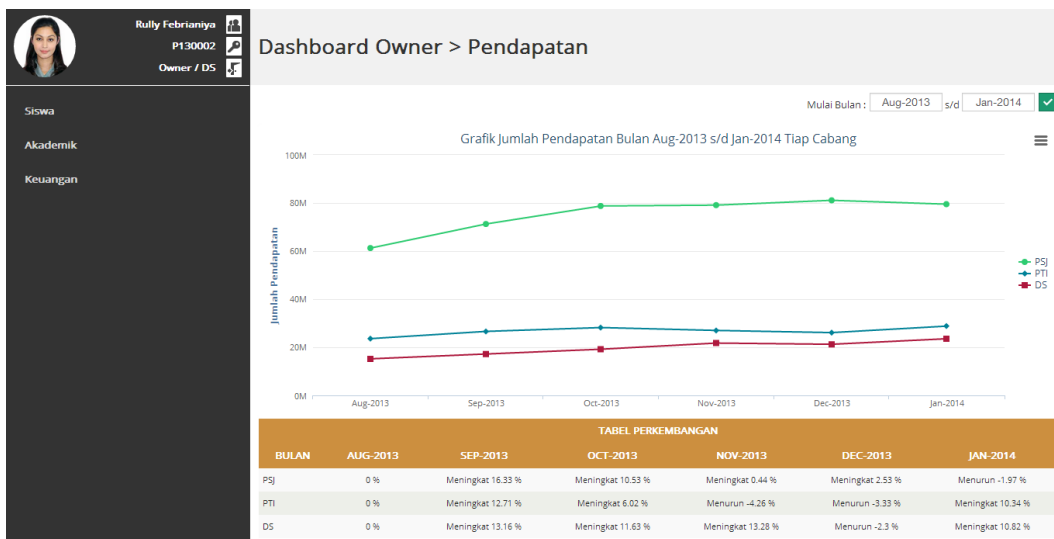 Rully Febrianiya
P130002
Owner / DS
Dashboard Owner > Pendapatan
Siswa
Akademik
Keuangan
Mulai Bulan : Aug-2013 s/d Jan-2014
Grafik Jumlah Pendapatan Bulan Aug-2013 s/d Jan-2014 Tiap Cabang
Jumlah Pendapatan
100M
80M
60M
40M
20M
0M
Aug-2013 Sep-2013 Oct-2013 Nov-2013 Dec-2013 Jan-2014
PSJ
PTI
DS
TABEL PERKEMBANGAN
BULAN AUG-2013 SEP-2013 OCT-2013 NOV-2013 DEC-2013 JAN-2014
PSJ 0 % Meningkat 16.33 % Meningkat 10.53 % Meningkat 0.44 % Meningkat 2.53 % Menurun -1.97 %
PTI 0 % Meningkat 12.71 % Meningkat 6.02 % Menurun -4.26 % Menurun -3.33 % Meningkat 10.34 %
DS 0 % Meningkat 13.16 % Meningkat 11.63 % Meningkat 13.28 % Menurun -2.3 % Meningkat 10.82 %